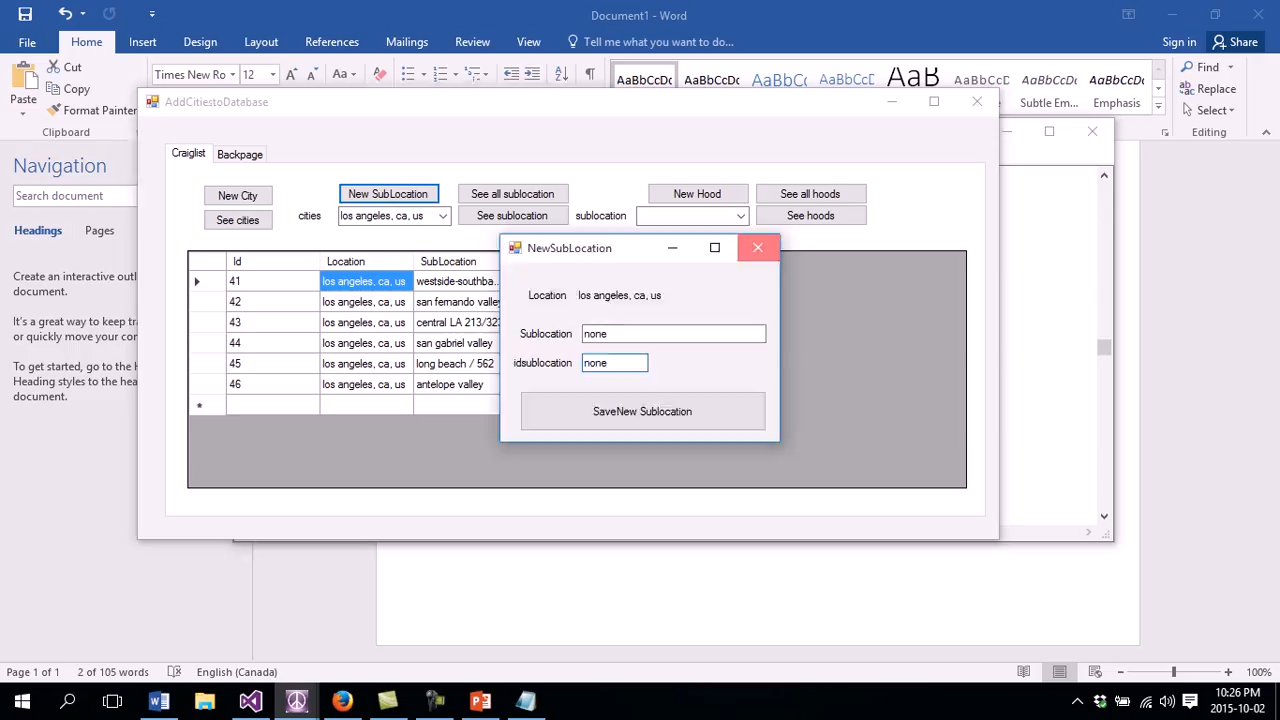 Document1 - Word
File Home Insert Design Layout References Mailings Review View Tell me what you want to do... Sign in Share
Paste Cut Copy Format Painter
Clipboard
Times New Ro 12 Aa
AaBbCcDc AaBbCcDc AaBbC AaBbCcDc AaB AaBbCcDc AaBbCcDc AaBbCcDc
Subtle Em... Emphasis
Find
Replace
Select
Editing
Navigation
Search document
Headings Pages
Create an interactive outli
document.
It's a great way to keep tra
or quickly move your con
To get started, go to the H
Heading styles to the hea
document.
AddCitiestoDatabase
Craiglist Backpage
New City New SubLocation See all sublocation New Hood See all hoods
See cities cities los angeles, ca, us See sublocation sublocation See hoods
Id Location SubLocation
41 los angeles, ca, us westside-southba...
42 los angeles, ca, us san fernando valley
43 los angeles, ca, us central LA 213/323
44 los angeles, ca, us san gabriel valley
45 los angeles, ca, us long beach / 562
46 los angeles, ca, us antelope valley
NewSubLocation
Location los angeles, ca, us
Sublocation none
idsublocation none
SaveNew Sublocation
Page 1 of 1 2 of 105 words English (Canada) 100%
10:26 PM
2015-10-02